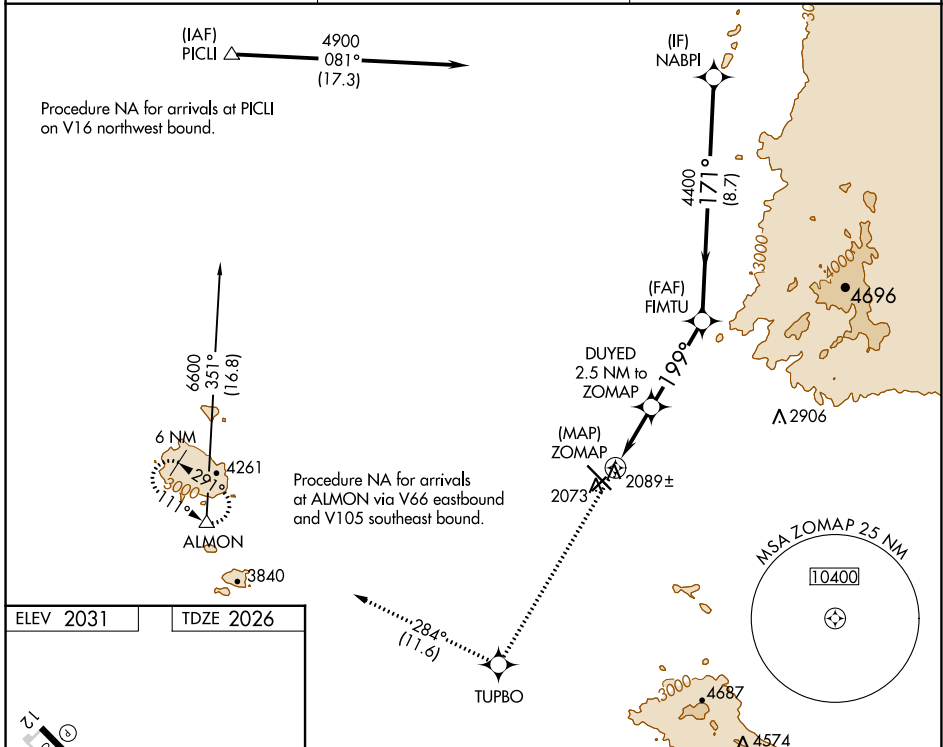 (IAF)
PICLI
4900
081°
(17.3)
(IF)
NABPI
Procedure NA for arrivals at PICLI
on V16 northwest bound.
4400
171°
(8.7)
3000
4000
4696
(FAF)
FIMTU
199°
DUYED
2.5 NM to
ZOMAP
2906
(MAP)
ZOMAP
2073
2089±
6600
351°
(16.8)
6 NM
4261
291°
3000
111°
ALMON
3840
Procedure NA for arrivals
at ALMON via V66 eastbound
and V105 southeast bound.
MSA ZOMAP 25 NM
10400
284°
(11.6)
TUPBO
3000
4687
4574
ELEV 2031
TDZE 2026
12
P